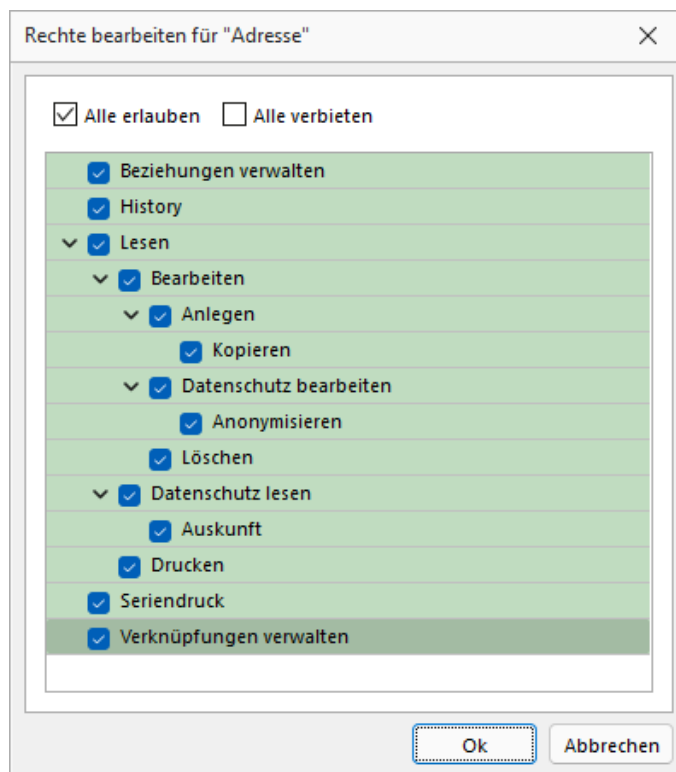 Rechte bearbeiten für "Adresse"
Alle erlauben Alle verbieten
Beziehungen verwalten
History
Lesen
Bearbeiten
Anlegen
Kopieren
Datenschutz bearbeiten
Anonymisieren
Löschen
Datenschutz lesen
Auskunft
Drucken
Seriendruck
Verknüpfungen verwalten
Ok Abbrechen